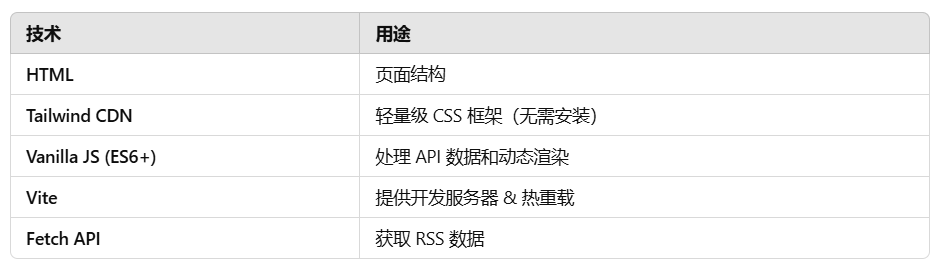 技术 用途
HTML 页面结构
Tailwind CDN 轻量级 CSS 框架（无需安装）
Vanilla JS (ES6+) 处理 API 数据和动态渲染
Vite 提供开发服务器 & 热重载
Fetch API 获取 RSS 数据